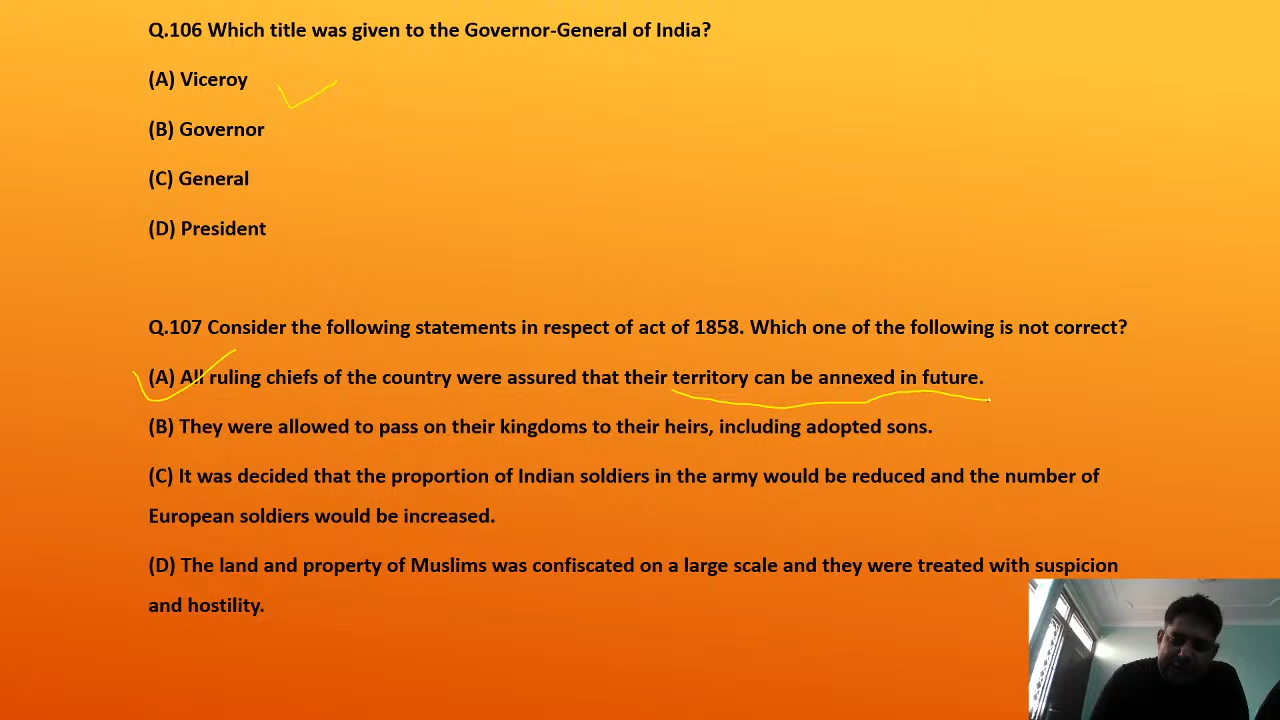 Q.106 Which title was given to the Governor-General of India?
(A) Viceroy
(B) Governor
(C) General
(D) President
Q.107 Consider the following statements in respect of act of 1858. Which one of the following is not correct?
(A) All ruling chiefs of the country were assured that their territory can be annexed in future.
(B) They were allowed to pass on their kingdoms to their heirs, including adopted sons.
(C) It was decided that the proportion of Indian soldiers in the army would be reduced and the number of
European soldiers would be increased.
(D) The land and property of Muslims was confiscated on a large scale and they were treated with suspicion
and hostility.